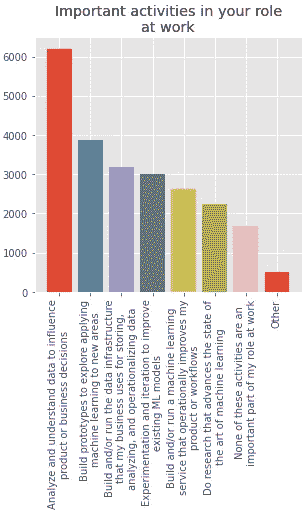 Important activities in your role
at work
6000
5000
4000
3000
2000
1000
0
Analyze and understand data to influence
product or business decisions
Build prototypes to explore applying
machine learning to new areas
Build and/or run the data infrastructure
that my business uses for storing,
analyzing, and operationalizing data
Experimentation and iteration to improve
existing ML models
Build and/or run a machine learning
service that operationally improves my
product or workflows
Do research that advances the state of
the art of machine learning
None of these activities are an
important part of my role at work
Other